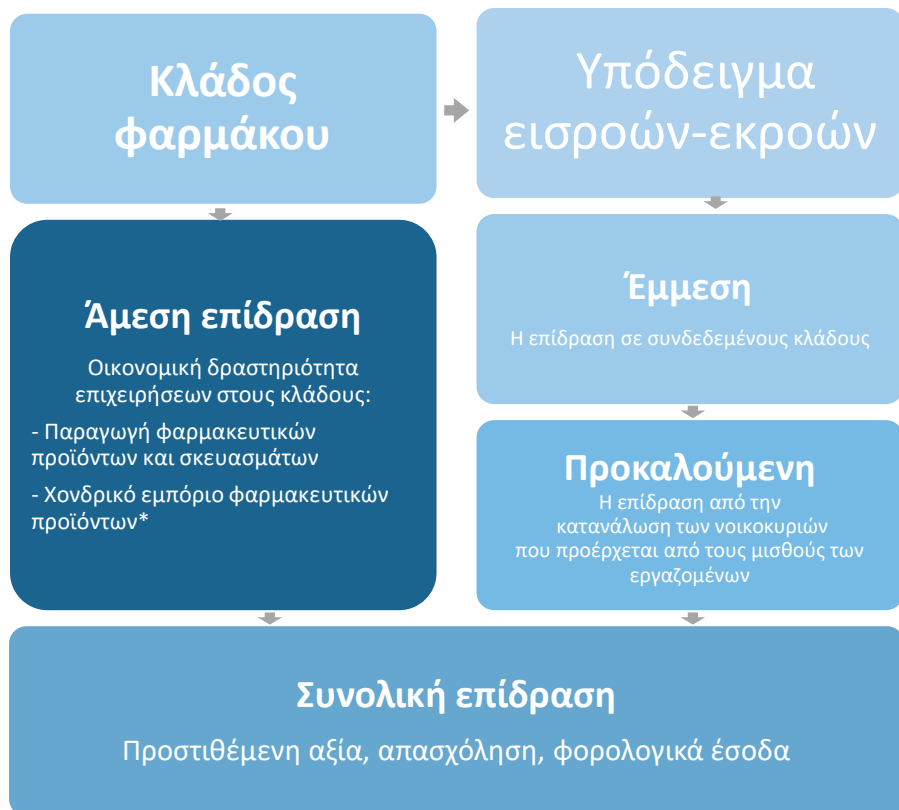 Κλάδος
φαρμάκου
Υπόδειγμα
εισροών-εκροών
Άμεση επίδραση
Οικονομική δραστηριότητα
επιχειρήσεων στους κλάδους:
- Παραγωγή φαρμακευτικών
προϊόντων και σκευασμάτων
- Χονδρικό εμπόριο φαρμακευτικών
προϊόντων*
Έμμεση
Η επίδραση σε συνδεδεμένους κλάδους
Προκαλούμενη
Η επίδραση από την
κατανάλωση των νοικοκυριών
που προέρχεται από τους μισθούς των
εργαζομένων
Συνολική επίδραση
Προστιθέμενη αξία, απασχόληση, φορολογικά έσοδα